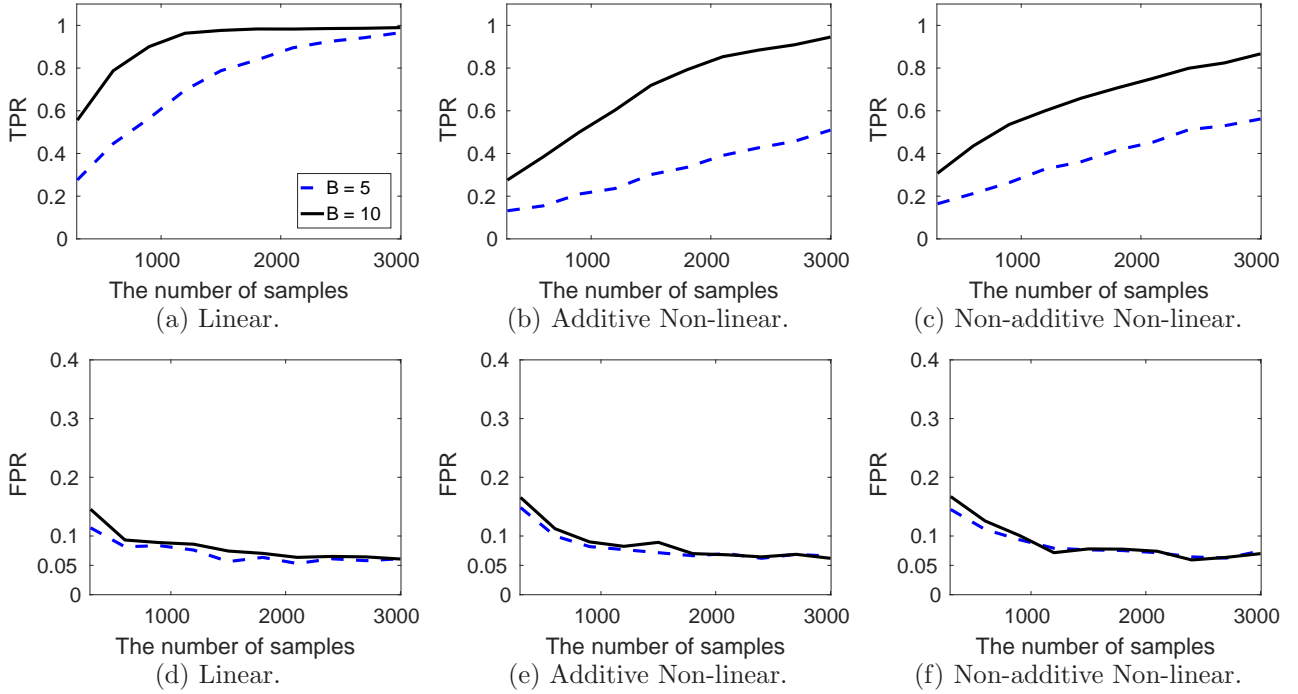 1
0.8
0.6
0.4
0.2
0
TPR
B = 5
B = 10
1000 2000 3000
The number of samples
(a) Linear.
1
0.8
0.6
0.4
0.2
0
TPR
1000 2000 3000
The number of samples
(b) Additive Non-linear.
1
0.8
0.6
0.4
0.2
0
TPR
1000 2000 3000
The number of samples
(c) Non-additive Non-linear.
0.4
0.3
0.2
0.1
0.05
0
FPR
1000 2000 3000
The number of samples
(d) Linear.
0.4
0.3
0.2
0.1
0.05
0
FPR
1000 2000 3000
The number of samples
(e) Additive Non-linear.
0.4
0.3
0.2
0.1
0.05
0
FPR
1000 2000 3000
The number of samples
(f) Non-additive Non-linear.